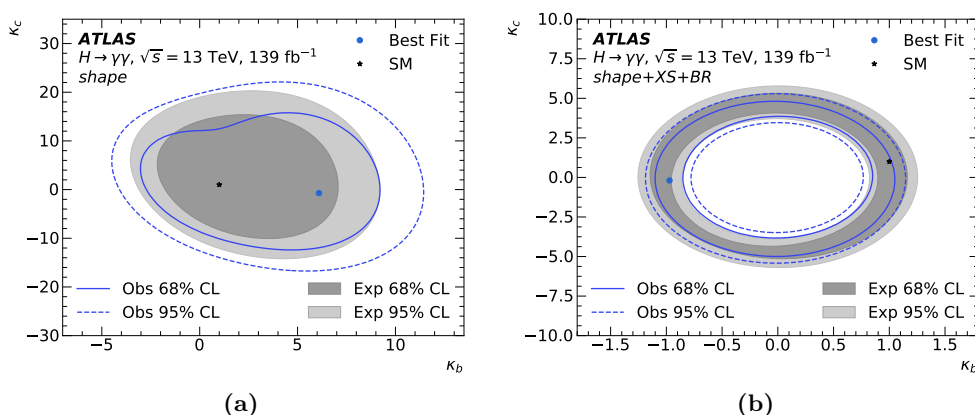 κ_c
30
20
10
0
−10
−20
−30
−5
0
5
10
κ_b
ATLAS
H → γγ, √s = 13 TeV, 139 fb⁻¹
shape
Best Fit
SM
Obs 68% CL
Obs 95% CL
Exp 68% CL
Exp 95% CL
(a)
κ_c
10.0
7.5
5.0
2.5
0.0
−2.5
−5.0
−7.5
−10.0
−1.5
−1.0
−0.5
0.0
0.5
1.0
1.5
κ_b
ATLAS
H → γγ, √s = 13 TeV, 139 fb⁻¹
shape+XS+BR
Best Fit
SM
Obs 68% CL
Obs 95% CL
Exp 68% CL
Exp 95% CL
(b)